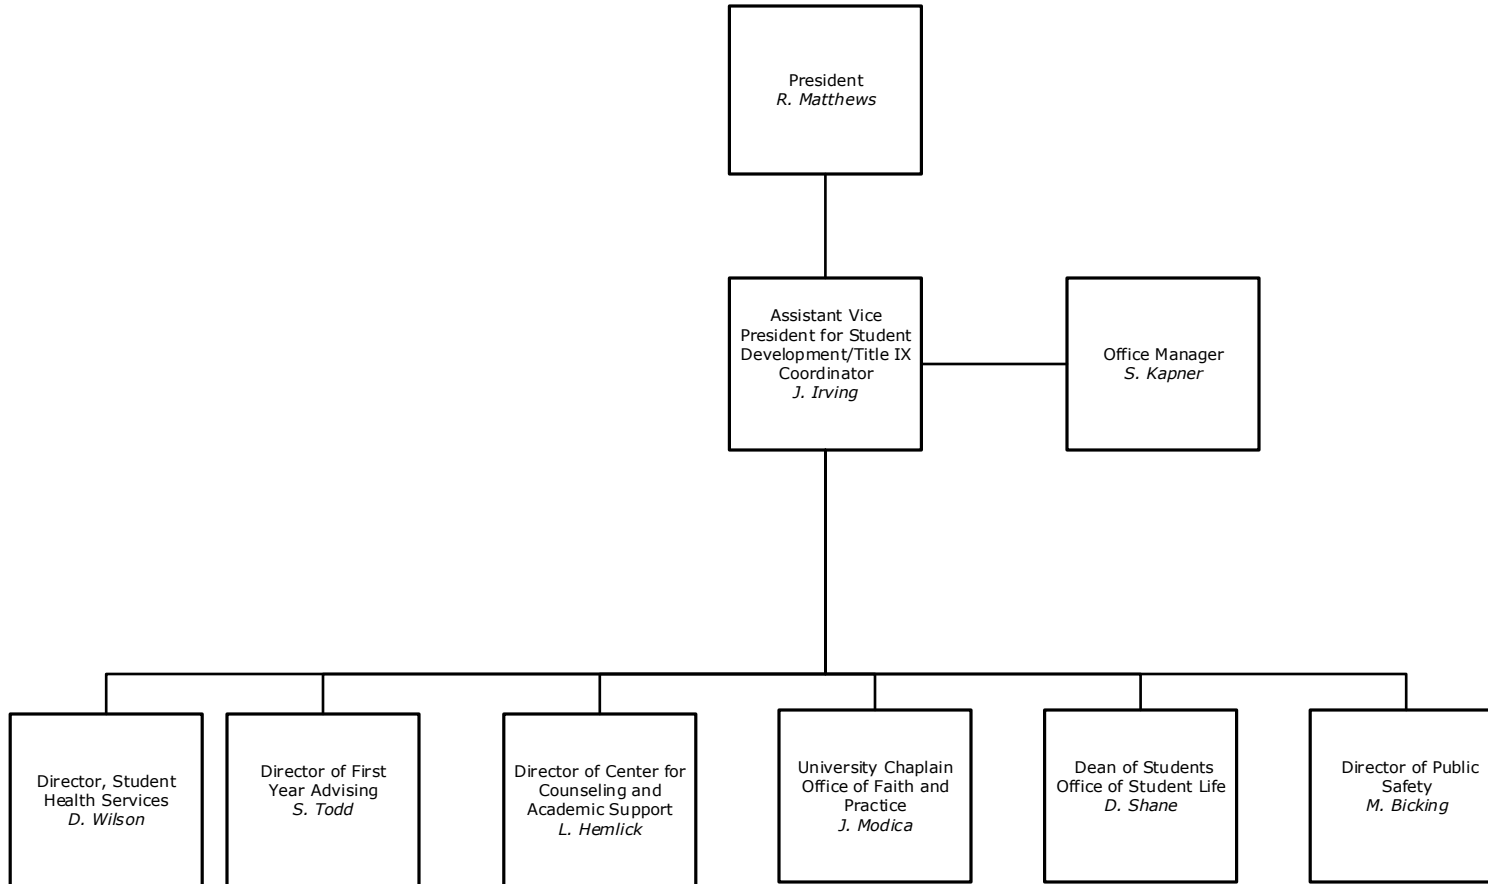 President
R. Matthews
Assistant Vice
President for Student
Development/Title IX
Coordinator
J. Irving
Office Manager
S. Kapner
Director, Student
Health Services
D. Wilson
Director of First
Year Advising
S. Todd
Director of Center for
Counseling and
Academic Support
L. Hemlick
University Chaplain
Office of Faith and
Practice
J. Modica
Dean of Students
Office of Student Life
D. Shane
Director of Public
Safety
M. Bicking